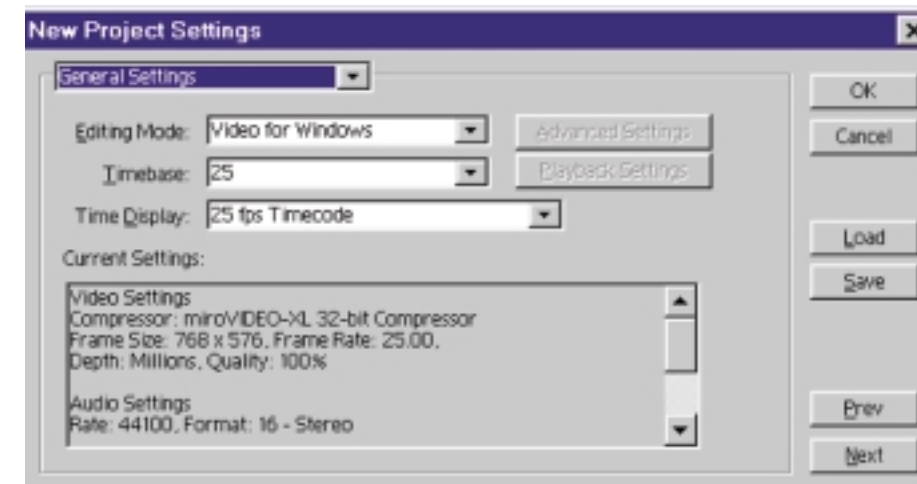 New Project Settings
General Settings
OK
Editing Mode: Video for Windows
Advanced Settings
Cancel
Timebase: 25
Playback Settings
Time Display: 25 fps Timecode
Load
Current Settings:
Save
Video Settings
Compressor: miroVIDEO-XL 32-bit Compressor
Frame Size: 768 x 576, Frame Rate: 25.00,
Depth: Millions, Quality: 100%
Audio Settings
Rate: 44100, Format: 16 - Stereo
Prev
Next